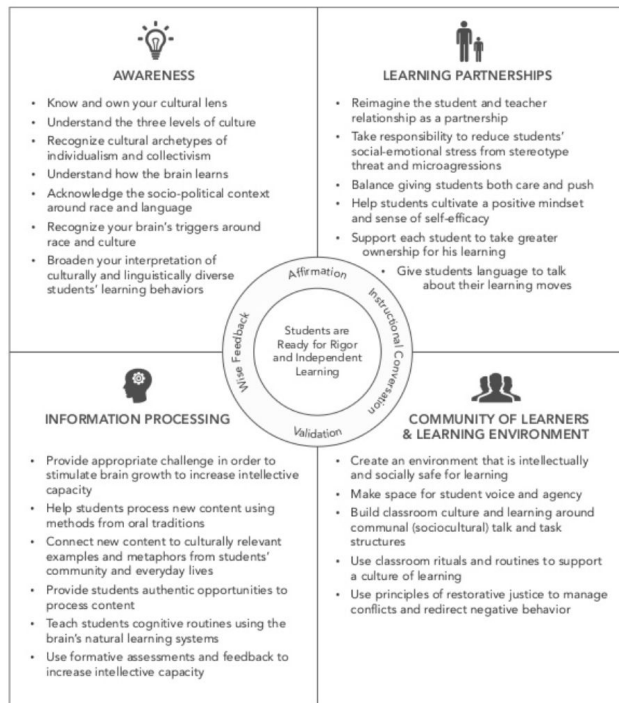 AWARENESS
• Know and own your cultural lens
• Understand the three levels of culture
• Recognize cultural archetypes of
individualism and collectivism
• Understand how the brain learns
• Acknowledge the socio-political context
around race and language
• Recognize your brain's triggers around
race and culture
• Broaden your interpretation of
culturally and linguistically diverse
students' learning behaviors
LEARNING PARTNERSHIPS
• Reimagine the student and teacher
relationship as a partnership
• Take responsibility to reduce students'
social-emotional stress from stereotype
threat and microagressions
• Balance giving students both care and push
• Help students cultivate a positive mindset
and sense of self-efficacy
• Support each student to take greater
ownership for his learning
• Give students language to talk
about their learning moves
Affirmation
Instructional Conversation
Validation
Wise Feedback
Students are
Ready for Rigor
and Independent
Learning
INFORMATION PROCESSING
• Provide appropriate challenge in order to
stimulate brain growth to increase intellective
capacity
• Help students process new content using
methods from oral traditions
• Connect new content to culturally relevant
examples and metaphors from students'
community and everyday lives
• Provide students authentic opportunities to
process content
• Teach students cognitive routines using the
brain's natural learning systems
• Use formative assessments and feedback to
increase intellective capacity
COMMUNITY OF LEARNERS
& LEARNING ENVIRONMENT
• Create an environment that is intellectually
and socially safe for learning
• Make space for student voice and agency
• Build classroom culture and learning around
communal (sociocultural) talk and task
structures
• Use classroom rituals and routines to support
a culture of learning
• Use principles of restorative justice to manage
conflicts and redirect negative behavior